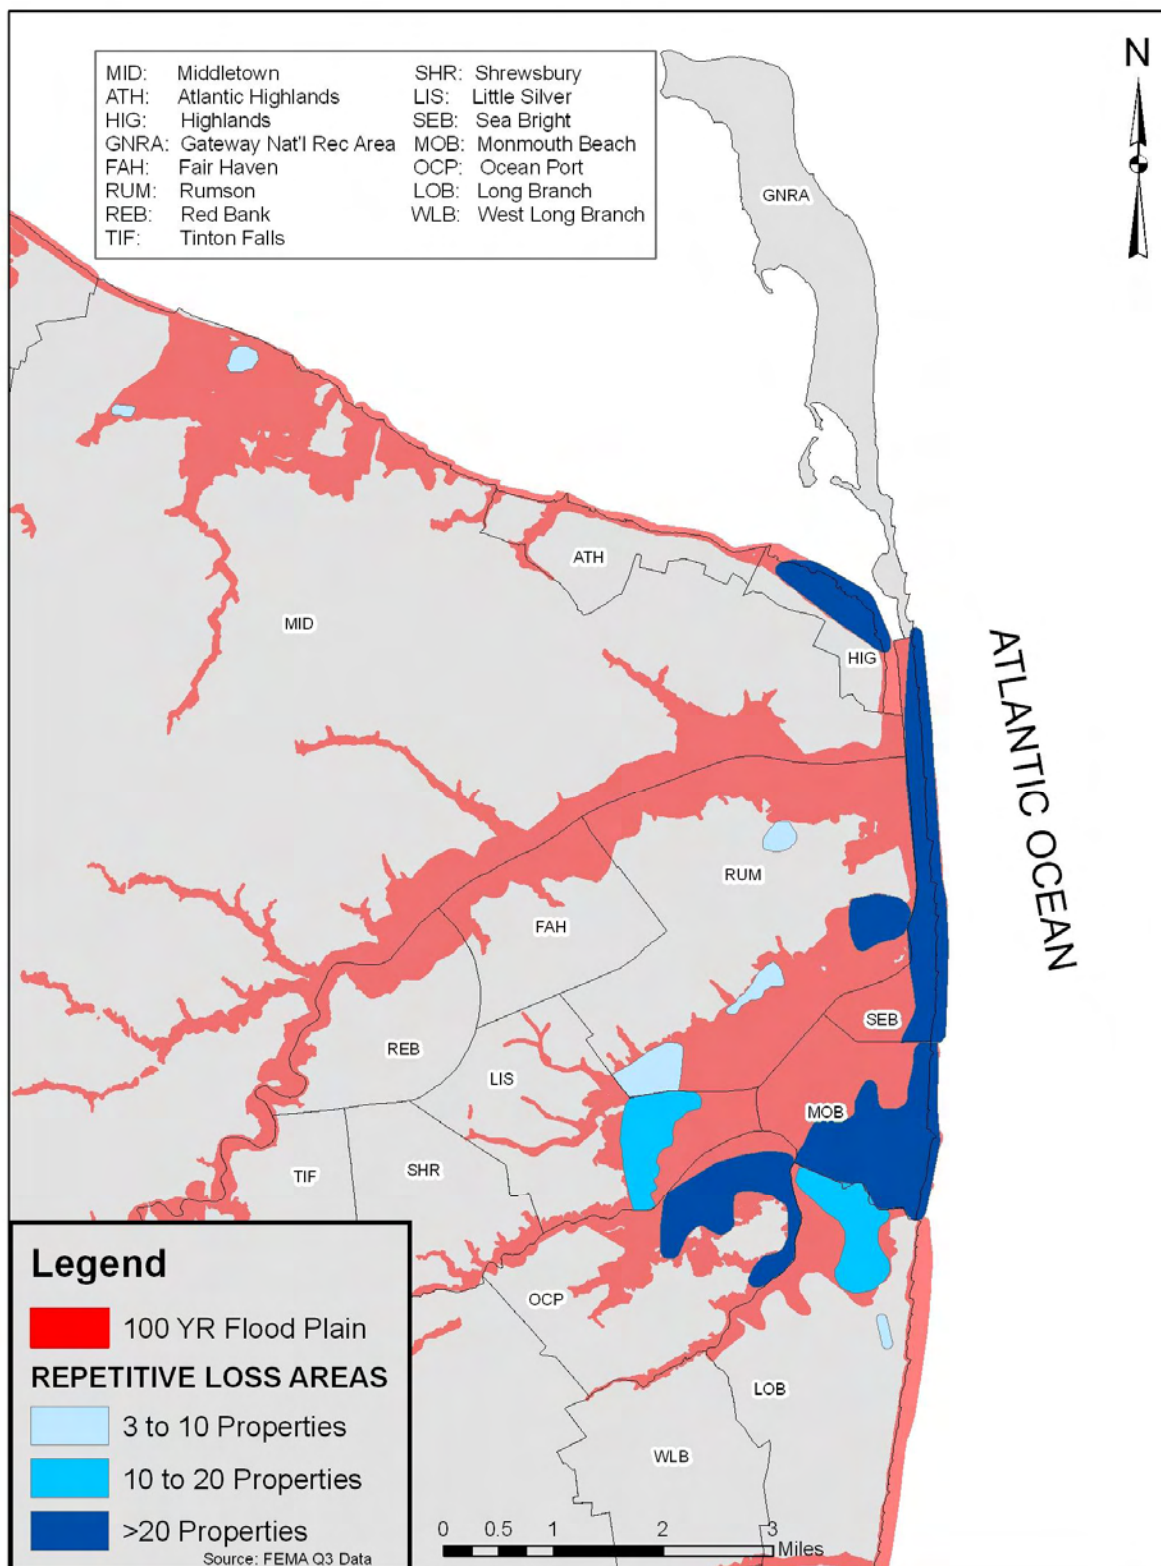 MID: Middletown
ATH: Atlantic Highlands
HIG: Highlands
GNRA: Gateway Nat'l Rec Area
FAH: Fair Haven
RUM: Rumson
REB: Red Bank
TIF: Tinton Falls
SHR: Shrewsbury
LIS: Little Silver
SEB: Sea Bright
MOB: Monmouth Beach
OCP: Ocean Port
LOB: Long Branch
WLB: West Long Branch
N
GNRA
ATH
MID
HIG
ATLANTIC OCEAN
RUM
FAH
SEB
REB
LIS
MOB
TIF
SHR
OCP
LOB
WLB
Legend
100 YR Flood Plain
REPETITIVE LOSS AREAS
3 to 10 Properties
10 to 20 Properties
>20 Properties
Source: FEMA Q3 Data
0 0.5 1 2 3
Miles